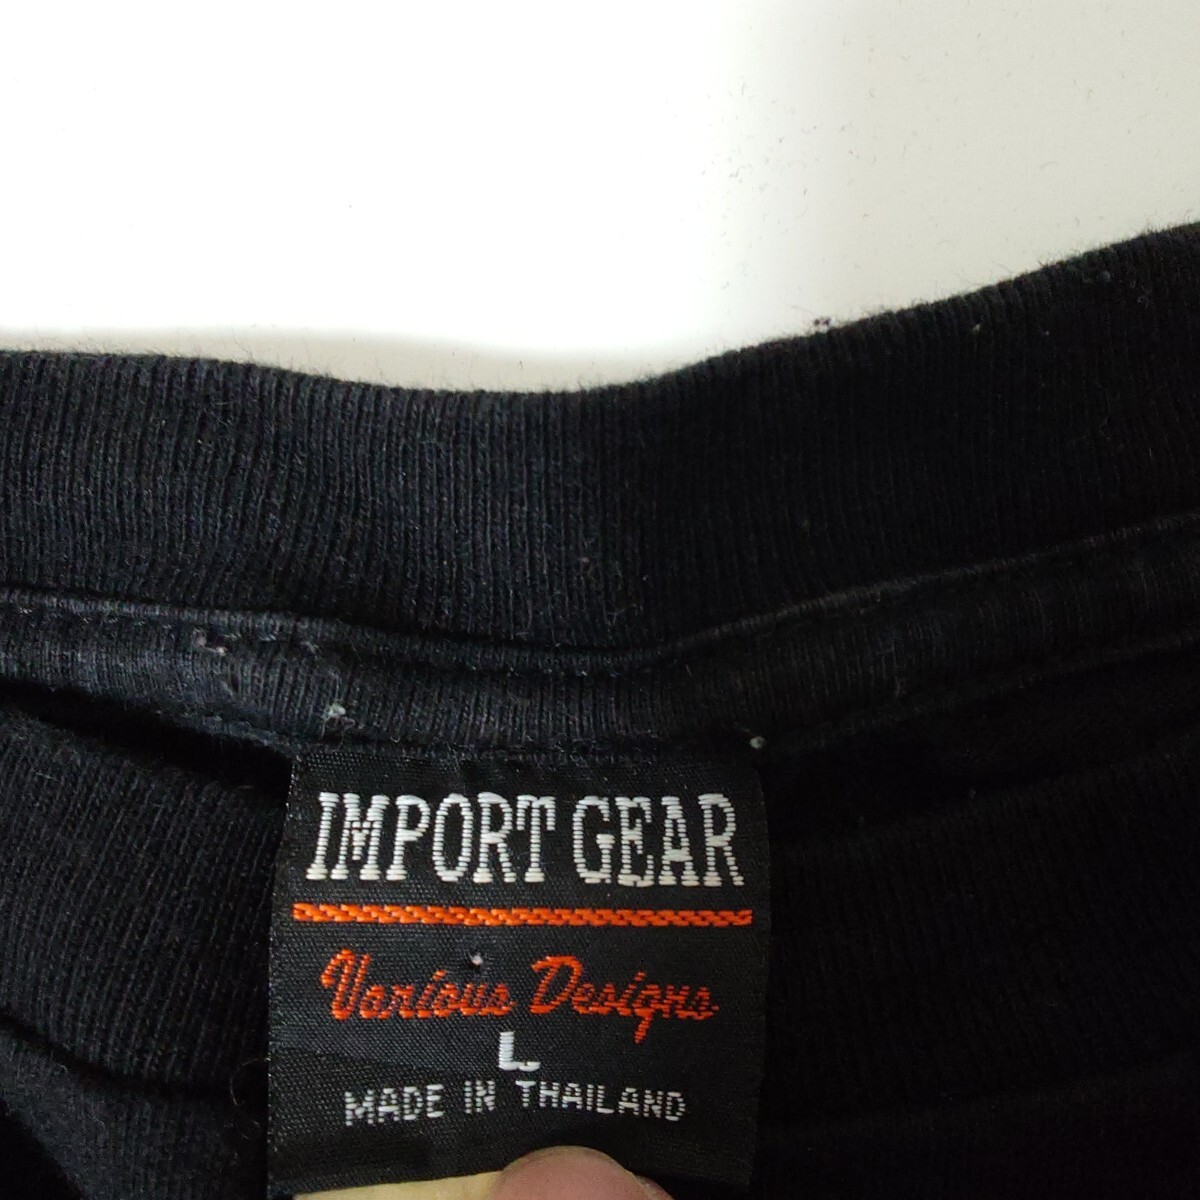 IMPORT GEAR
Various Designs
L
MADE IN THAILAND